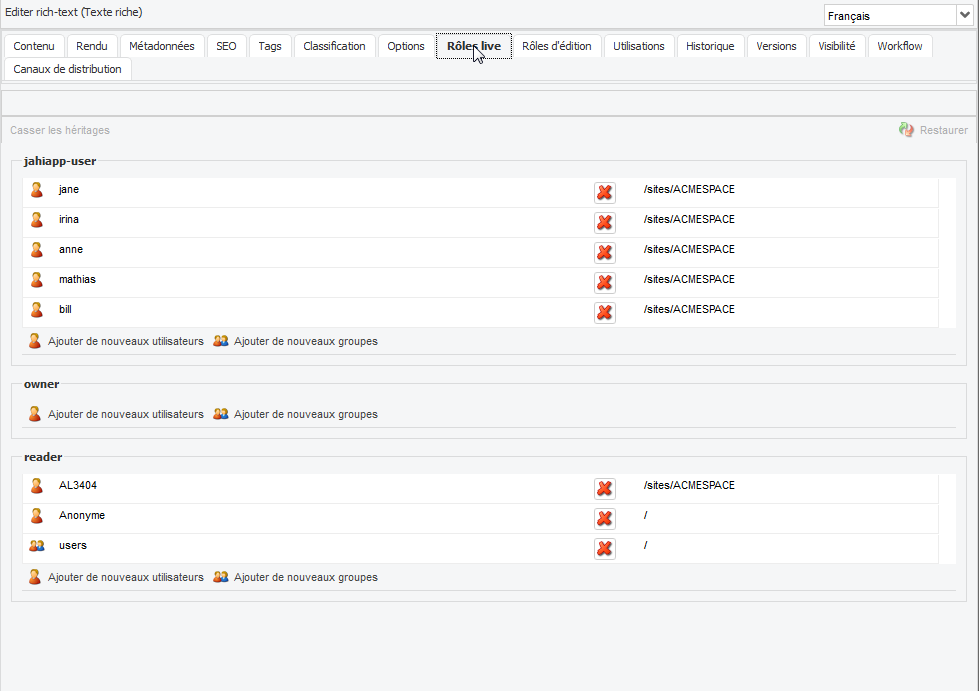 Editer rich-text (Texte riche)
Français
Contenu Rendu Métadonnées SEO Tags Classification Options Rôles live Rôles d'édition Utilisations Historique Versions Visibilité Workflow
Canaux de distribution
Casser les héritages Restaurer
jahiapp-user
jane /sites/ACMESPACE
irina /sites/ACMESPACE
anne /sites/ACMESPACE
mathias /sites/ACMESPACE
bill /sites/ACMESPACE
Ajouter de nouveaux utilisateurs Ajouter de nouveaux groupes
owner
Ajouter de nouveaux utilisateurs Ajouter de nouveaux groupes
reader
AL3404 /sites/ACMESPACE
Anonyme /
users /
Ajouter de nouveaux utilisateurs Ajouter de nouveaux groupes